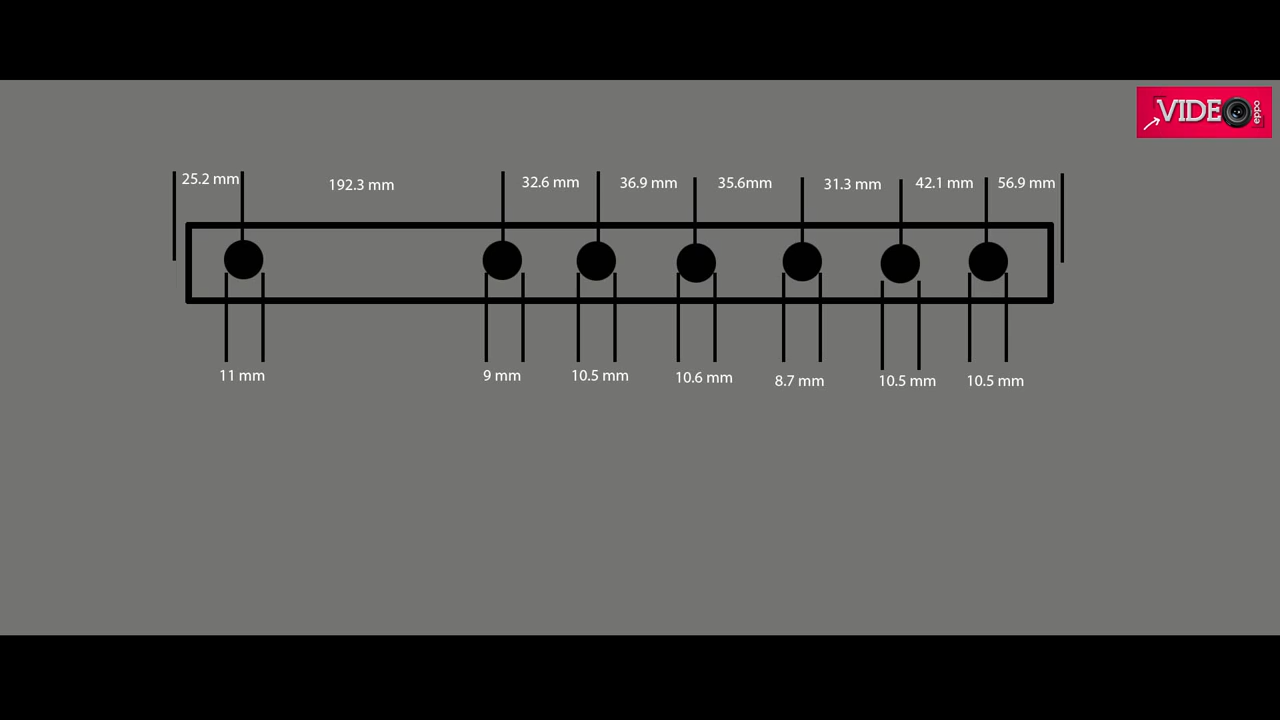 VIDEO
eppo
25.2 mm
192.3 mm
32.6 mm
36.9 mm
35.6mm
31.3 mm
42.1 mm
56.9 mm
11 mm
9 mm
10.5 mm
10.6 mm
8.7 mm
10.5 mm
10.5 mm